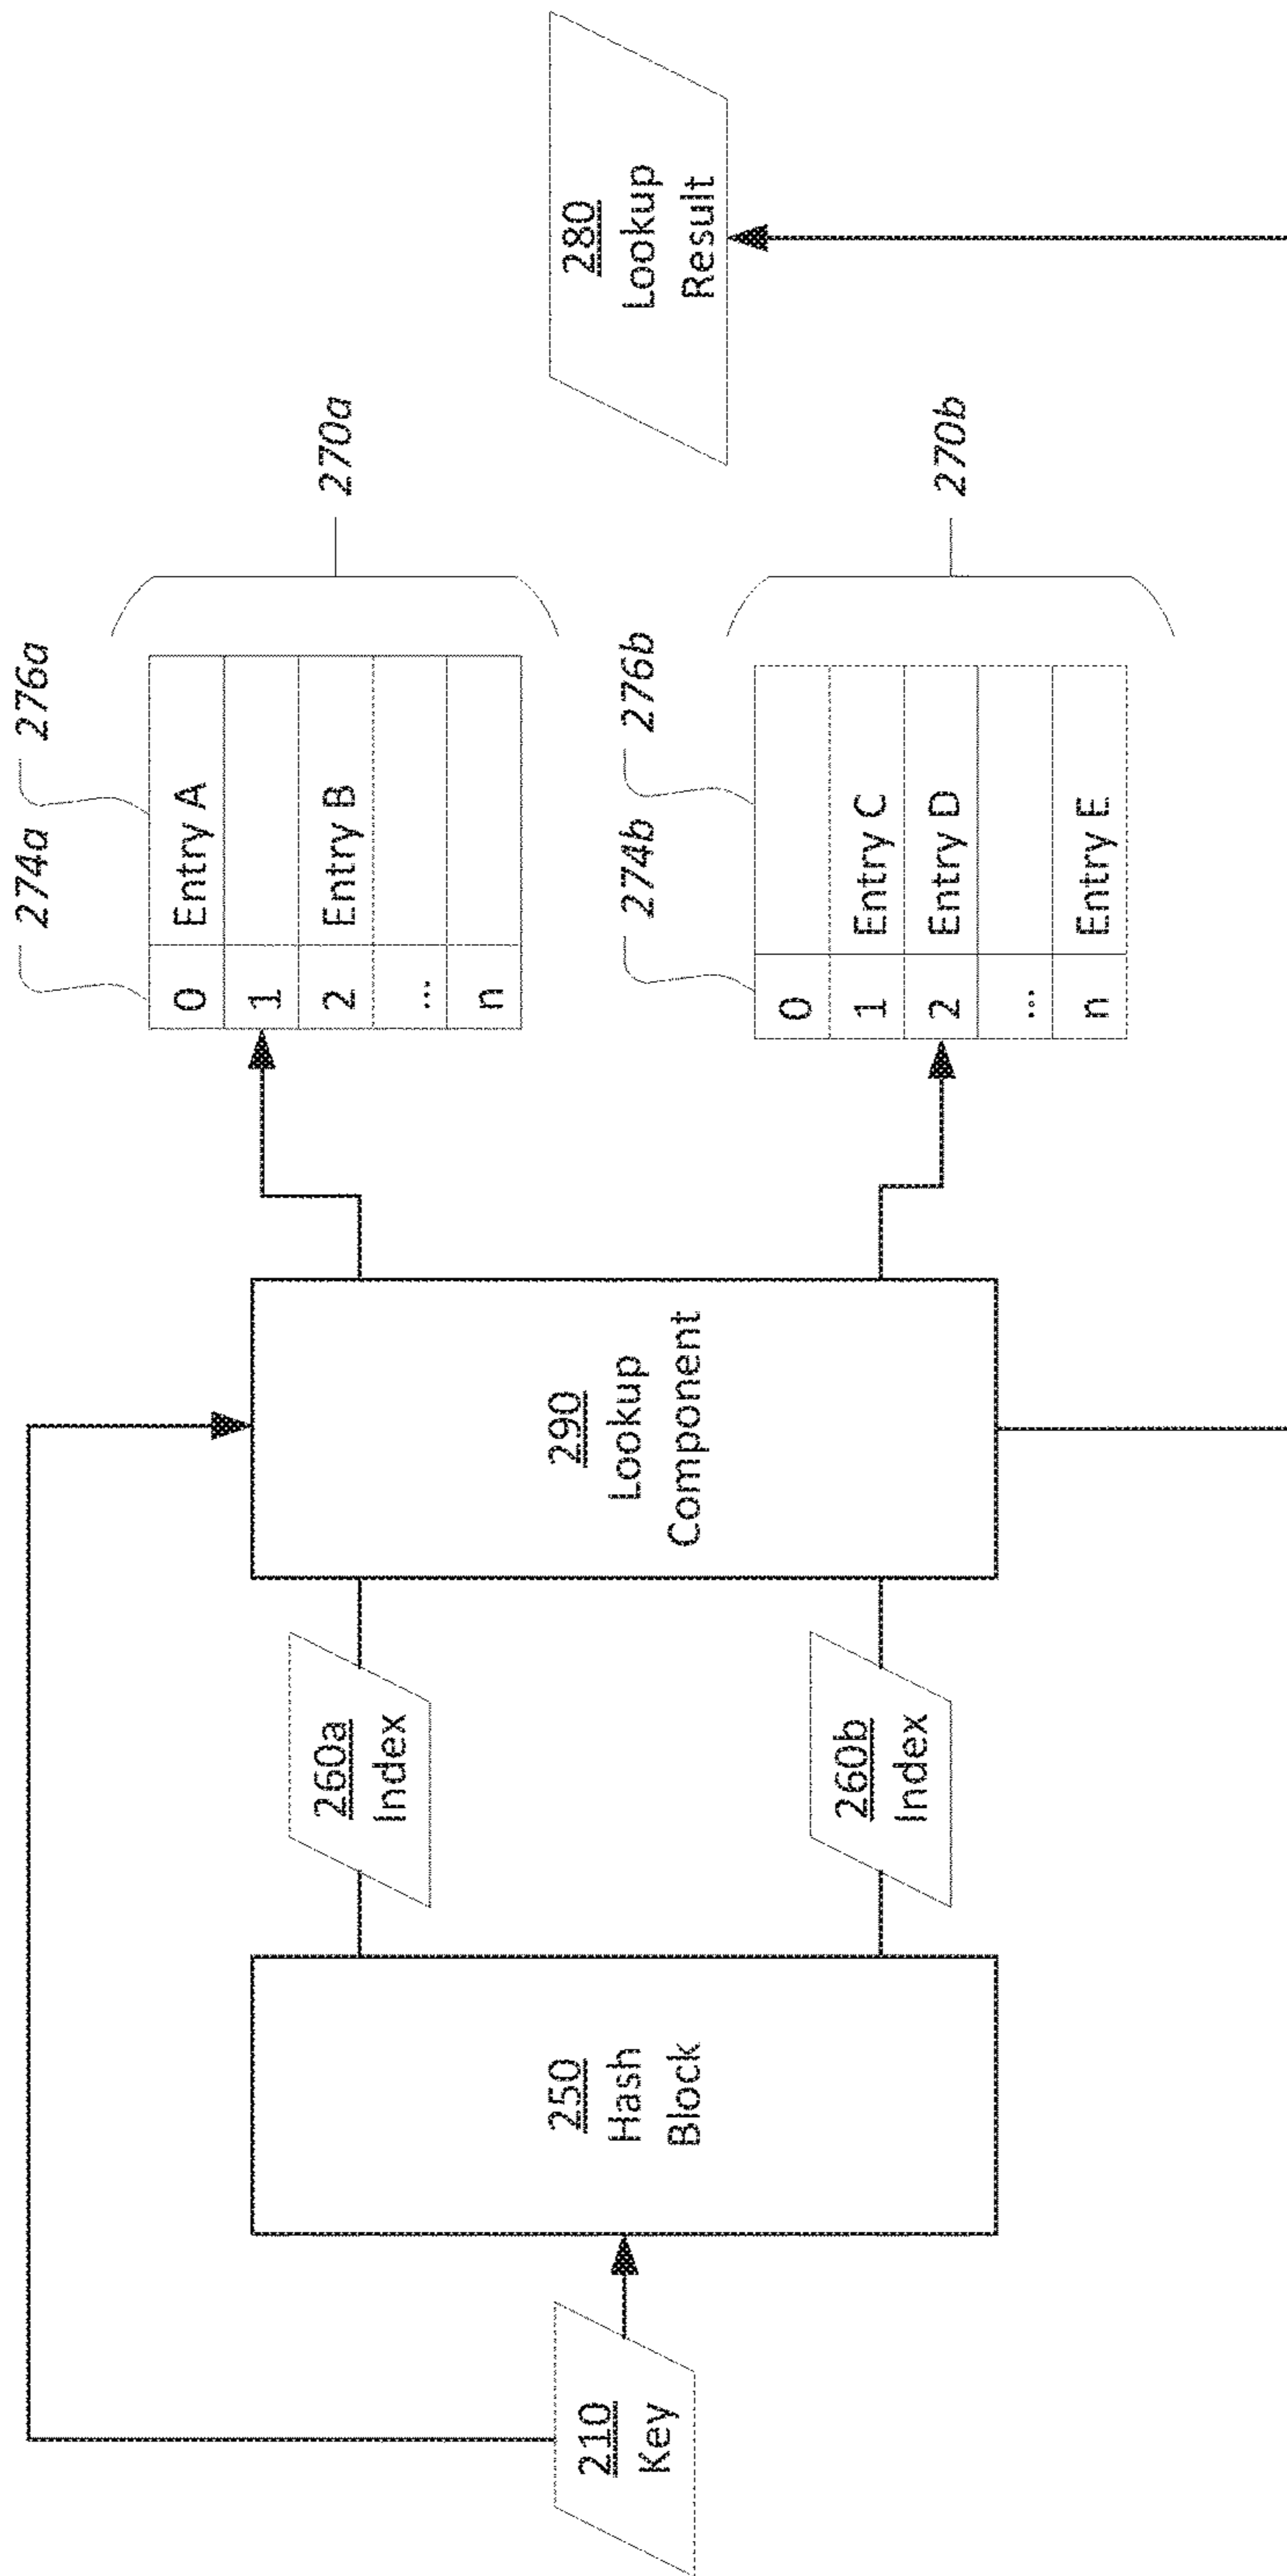 210
Key
250
Hash
Block
260a
Index
260b
Index
290
Lookup
Component
274a
276a
0 Entry A
1
2 Entry B
...
n
270a
274b
276b
0
1 Entry C
2 Entry D
...
n Entry E
270b
280
Lookup
Result